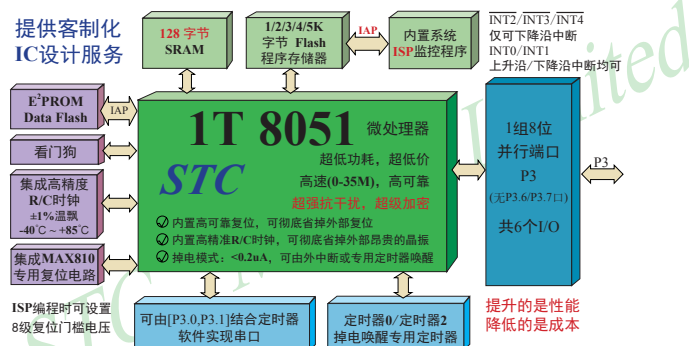 提供客制化
IC设计服务
128 字节
SRAM
1/2/3/4/5K
字节 Flash
程序存储器
IAP
内置系统
ISP监控程序
INT2/INT3/INT4
仅可下降沿中断
INT0/INT1
上升沿/下降沿中断均可
E²PROM
Data Flash
IAP
看门狗
集成高精度
R/C时钟
±1%温飘
-40℃ ~ +85℃
集成MAX810
专用复位电路
ISP编程时可设置
8级复位门槛电压
1T 8051 微处理器
STC
超低功耗，超低价
高速(0-35M)，高可靠
超强抗干扰，超级加密
内置高可靠复位，可彻底省掉外部复位
内置高精准R/C时钟，可彻底省掉外部昂贵的晶振
掉电模式：<0.2uA，可由外中断或专用定时器唤醒
1组8位
并行端口
P3
(无P3.6/P3.7口)
共6个I/O
P3
可由[P3.0,P3.1]结合定时器
软件实现串口
定时器0/定时器2
掉电唤醒专用定时器
提升的是性能
降低的是成本
STC
Limited